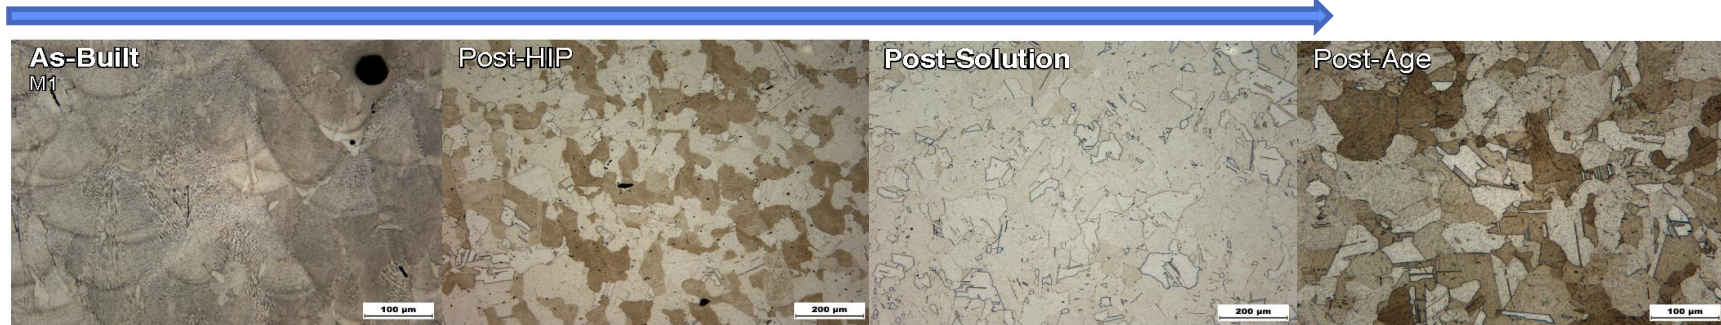 As-Built
M1
100 µm
Post-HIP
200 µm
Post-Solution
200 µm
Post-Age
100 µm